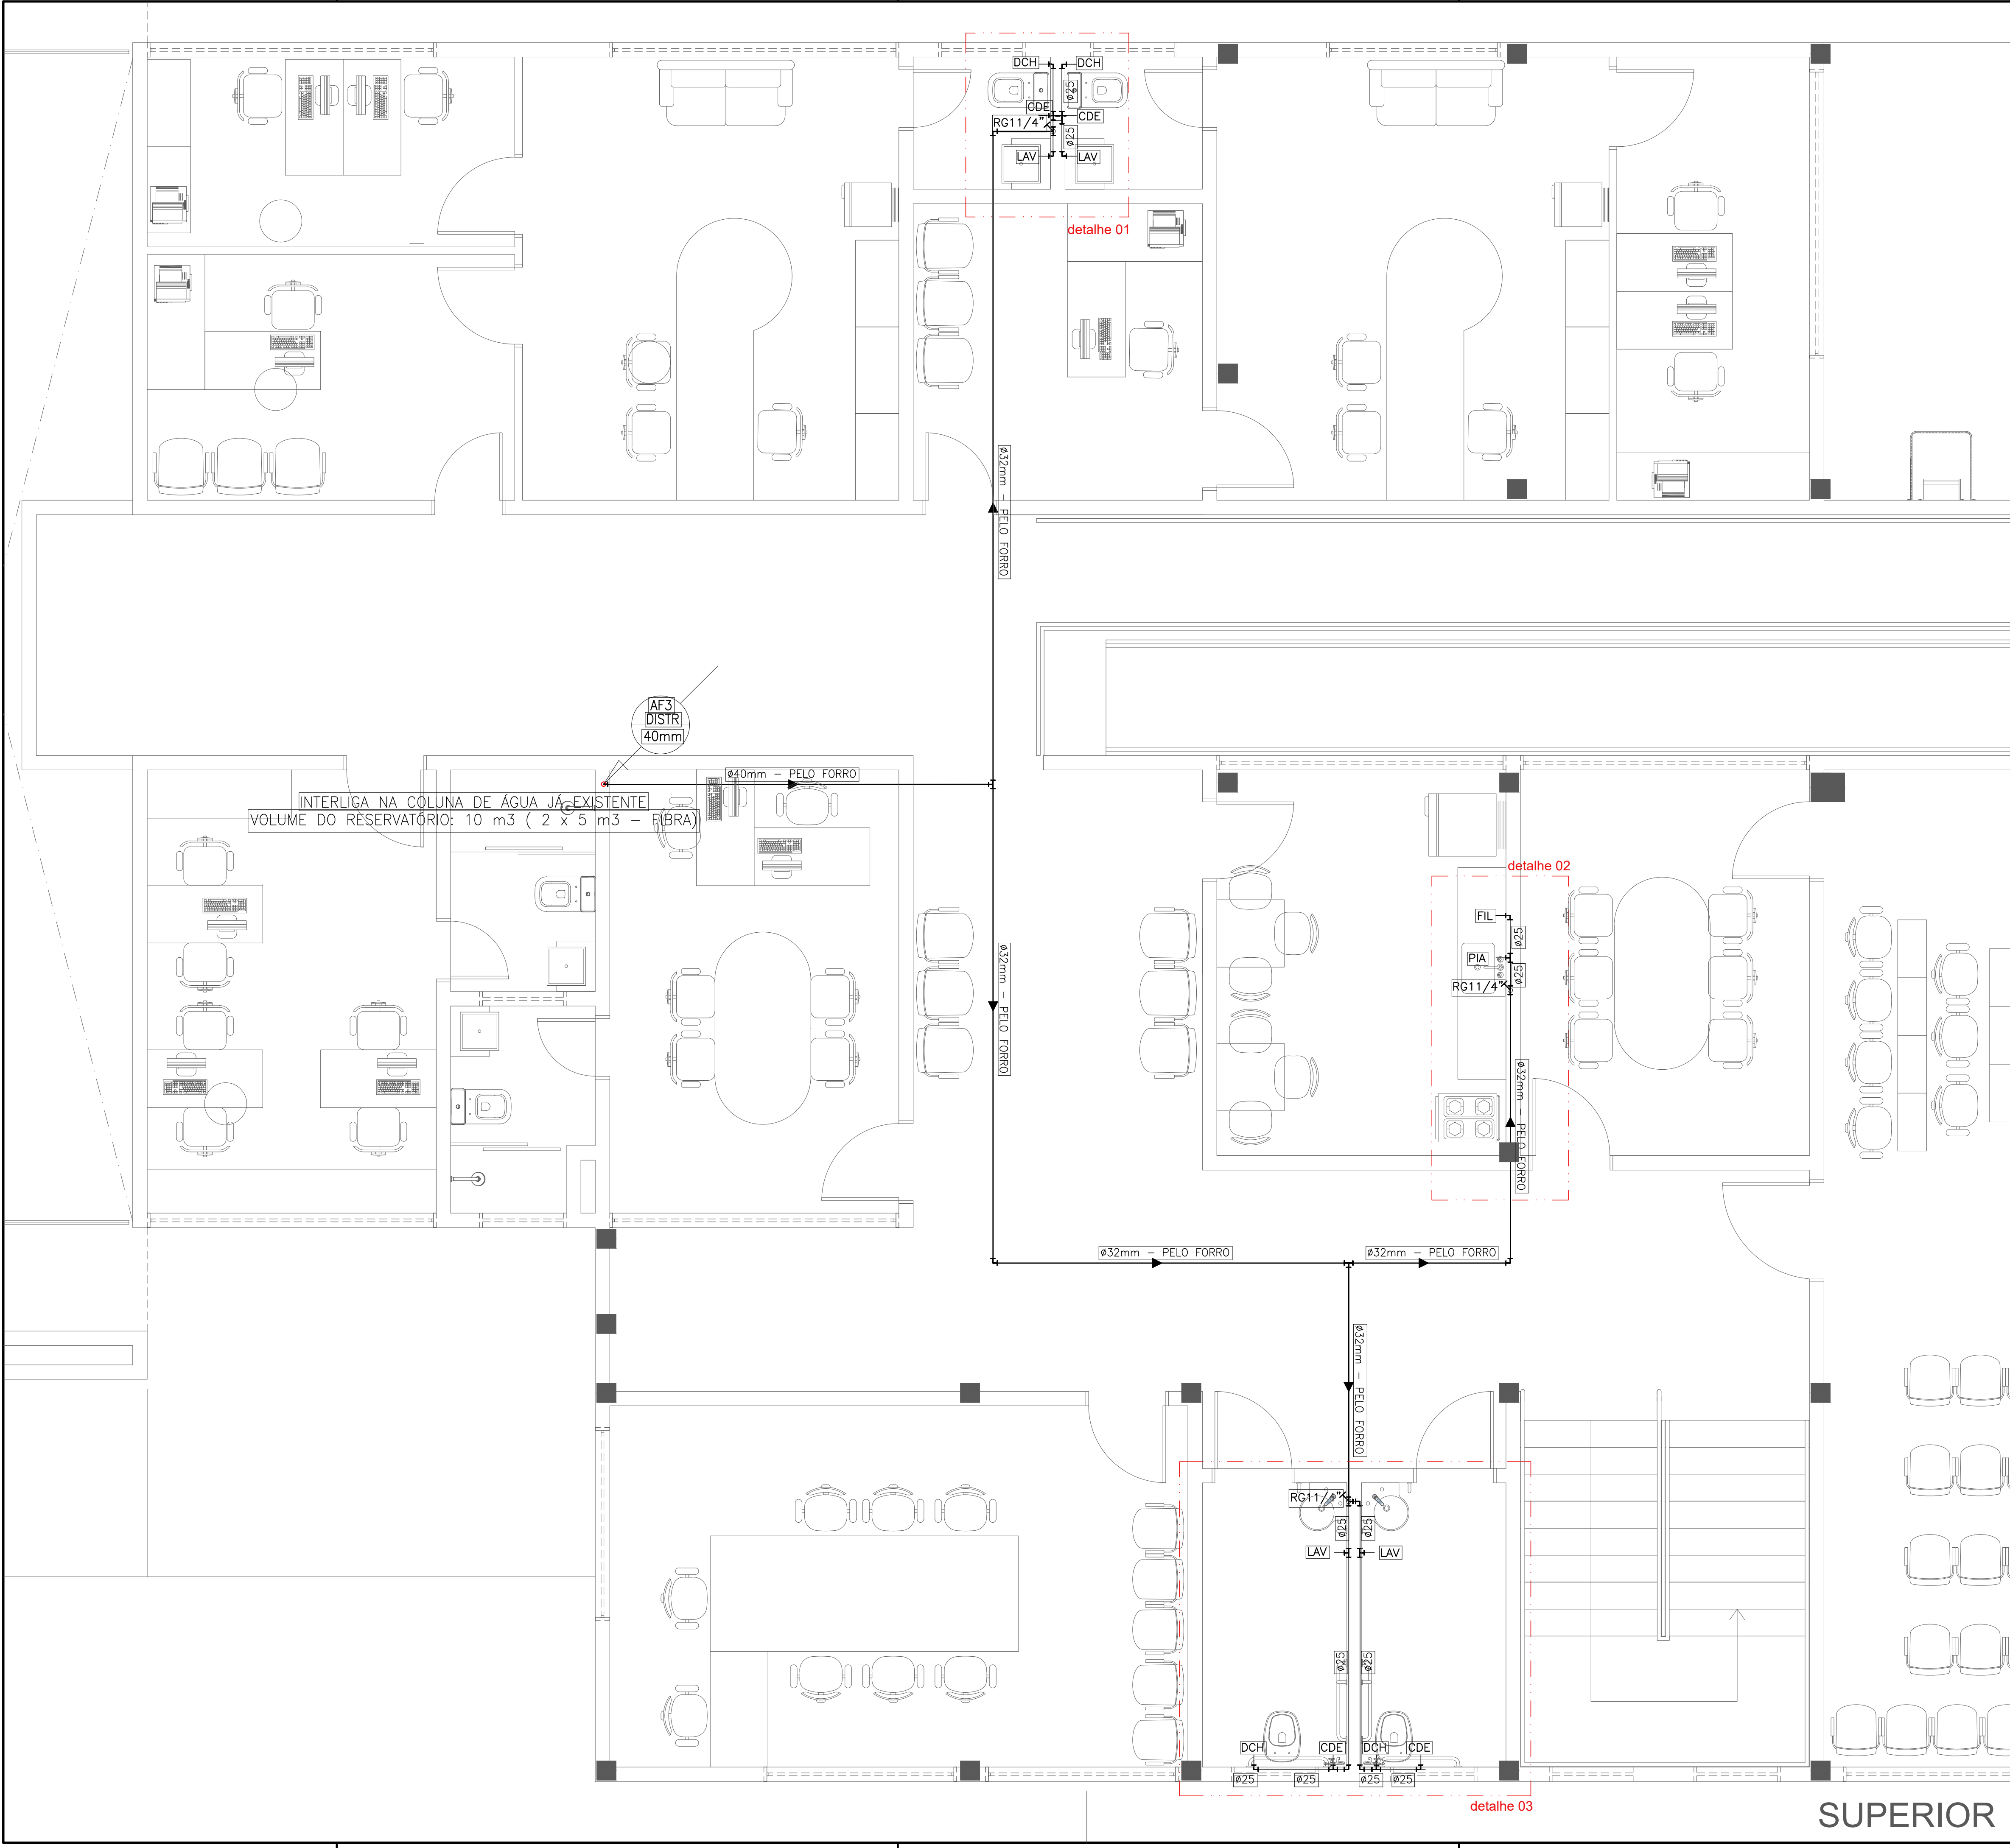 DCH
DCH
Ø25
CDE
CDE
RG11/4"
Ø25
LAV
LAV
detalhe 01
Ø32mm - PELO FORRO
AF3
DISTR
40mm
Ø40mm - PELO FORRO
INTERLIGA NA COLUNA DE ÁGUA JÁ EXISTENTE
VOLUME DO RESERVATÓRIO: 10 m3 ( 2 x 5 m3 - FIBRA)
detalhe 02
FIL
Ø25
PIA
Ø25
RG11/4"
Ø32mm - PELO FORRO
Ø32mm - PELO FORRO
Ø32mm - PELO FORRO
Ø32mm - PELO FORRO
Ø32mm - PELO FORRO
RG11/4"
Ø25
Ø25
LAV
LAV
Ø25
Ø25
DCH
CDE
DCH
CDE
Ø25
Ø25
Ø25
Ø25
detalhe 03
SUPERIOR